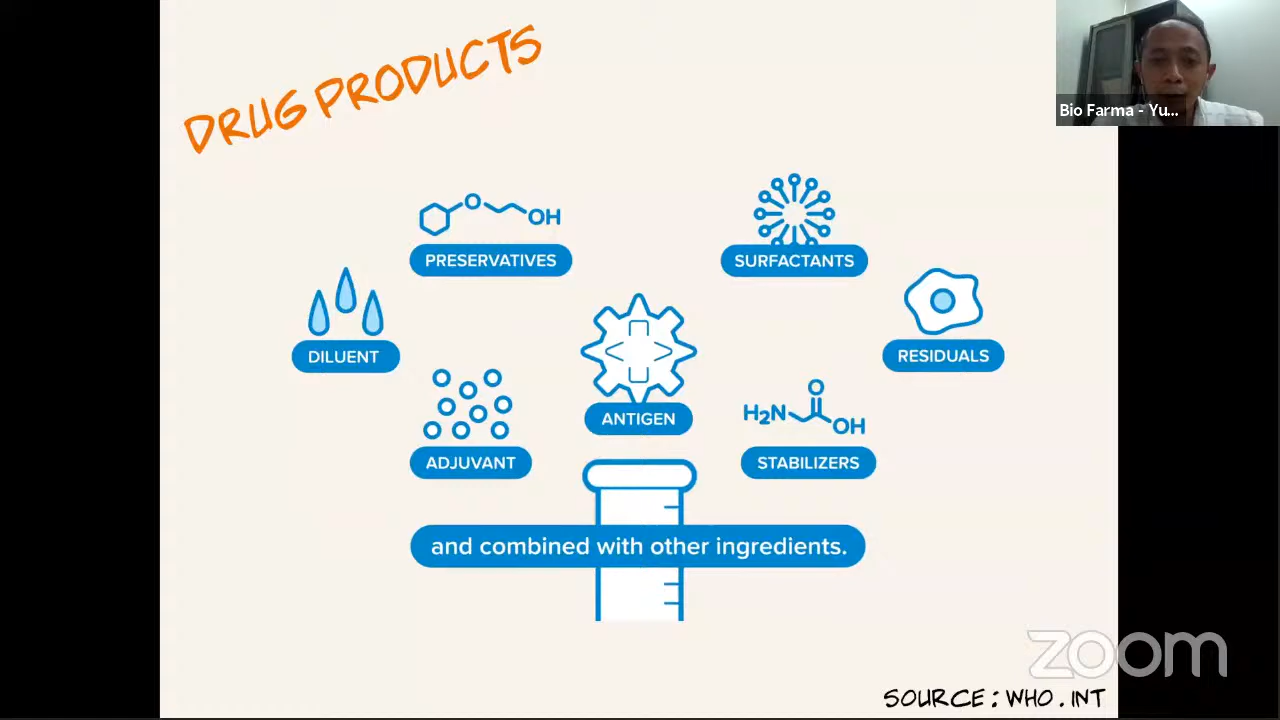 DRUG PRODUCTS
Bio Farma - Yu...
OH
PRESERVATIVES
SURFACTANTS
DILUENT
RESIDUALS
ANTIGEN
H2N
OH
ADJUVANT
STABILIZERS
and combined with other ingredients.
zoom
SOURCE : WHO . INT